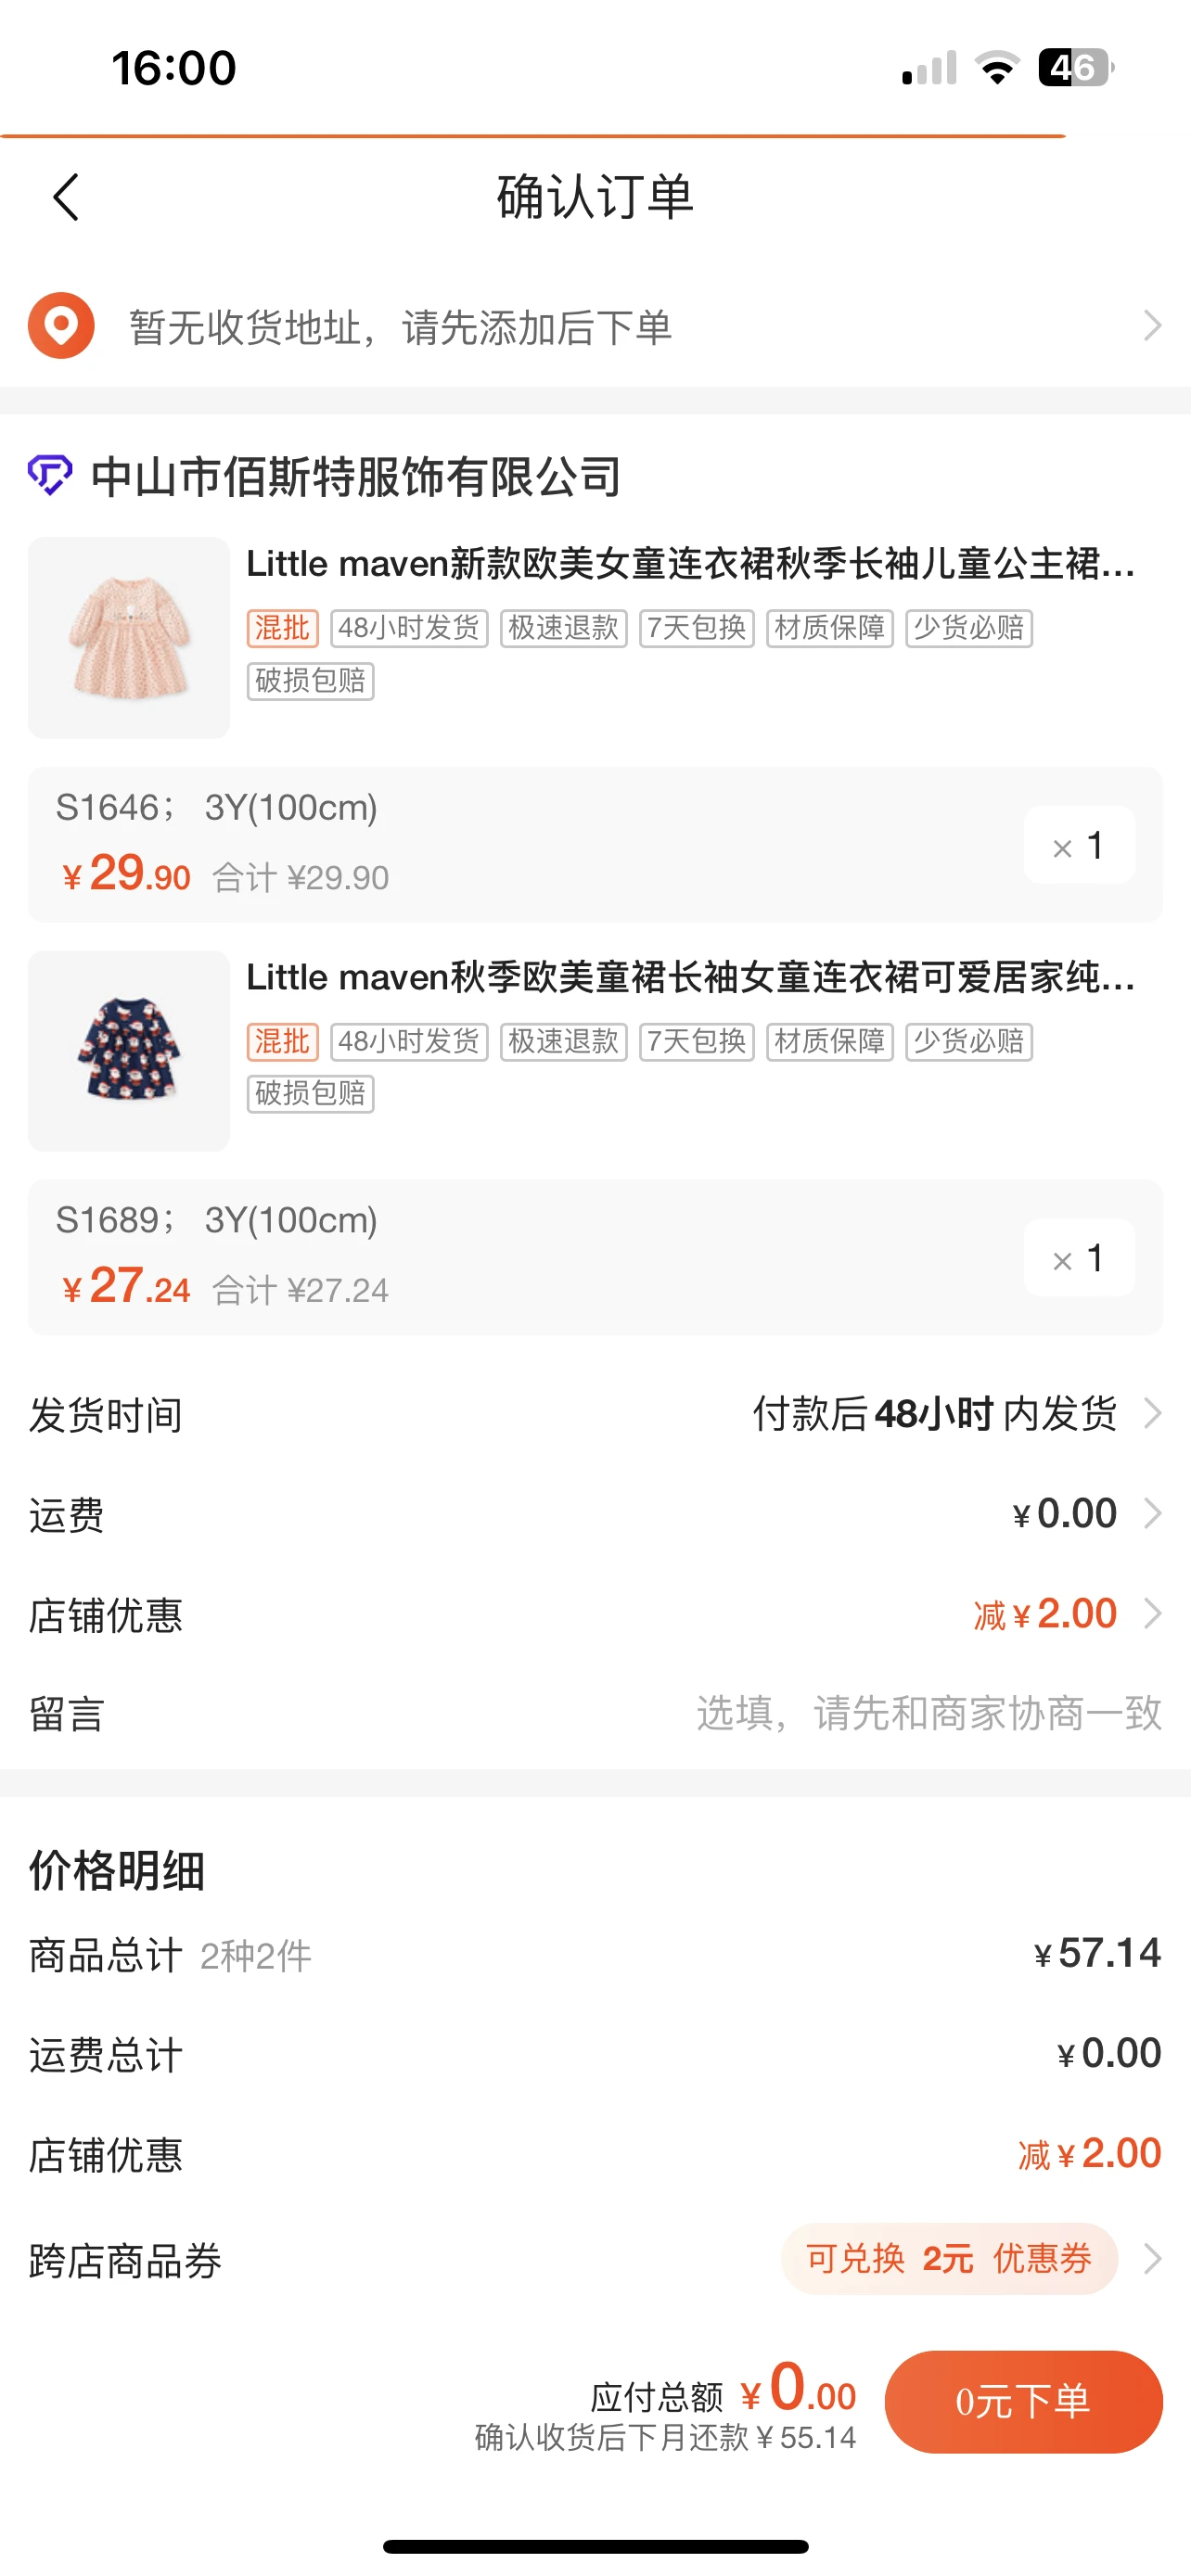 16:00
46
确认订单
暂无收货地址，请先添加后下单
中山市佰斯特服饰有限公司
Little maven新款欧美女童连衣裙秋季长袖儿童公主裙...
混批 48小时发货 极速退款 7天包换 材质保障 少货必赔
破损包赔
S1646； 3Y(100cm)
¥29.90 合计 ¥29.90
× 1
Little maven秋季欧美童裙长袖女童连衣裙可爱居家纯...
混批 48小时发货 极速退款 7天包换 材质保障 少货必赔
破损包赔
S1689； 3Y(100cm)
¥27.24 合计 ¥27.24
× 1
发货时间 付款后48小时内发货
运费 ¥0.00
店铺优惠 减¥2.00
留言 选填，请先和商家协商一致
价格明细
商品总计 2种2件 ¥57.14
运费总计 ¥0.00
店铺优惠 减¥2.00
跨店商品券 可兑换 2元 优惠券
应付总额 ¥0.00
确认收货后下月还款¥55.14
0元下单